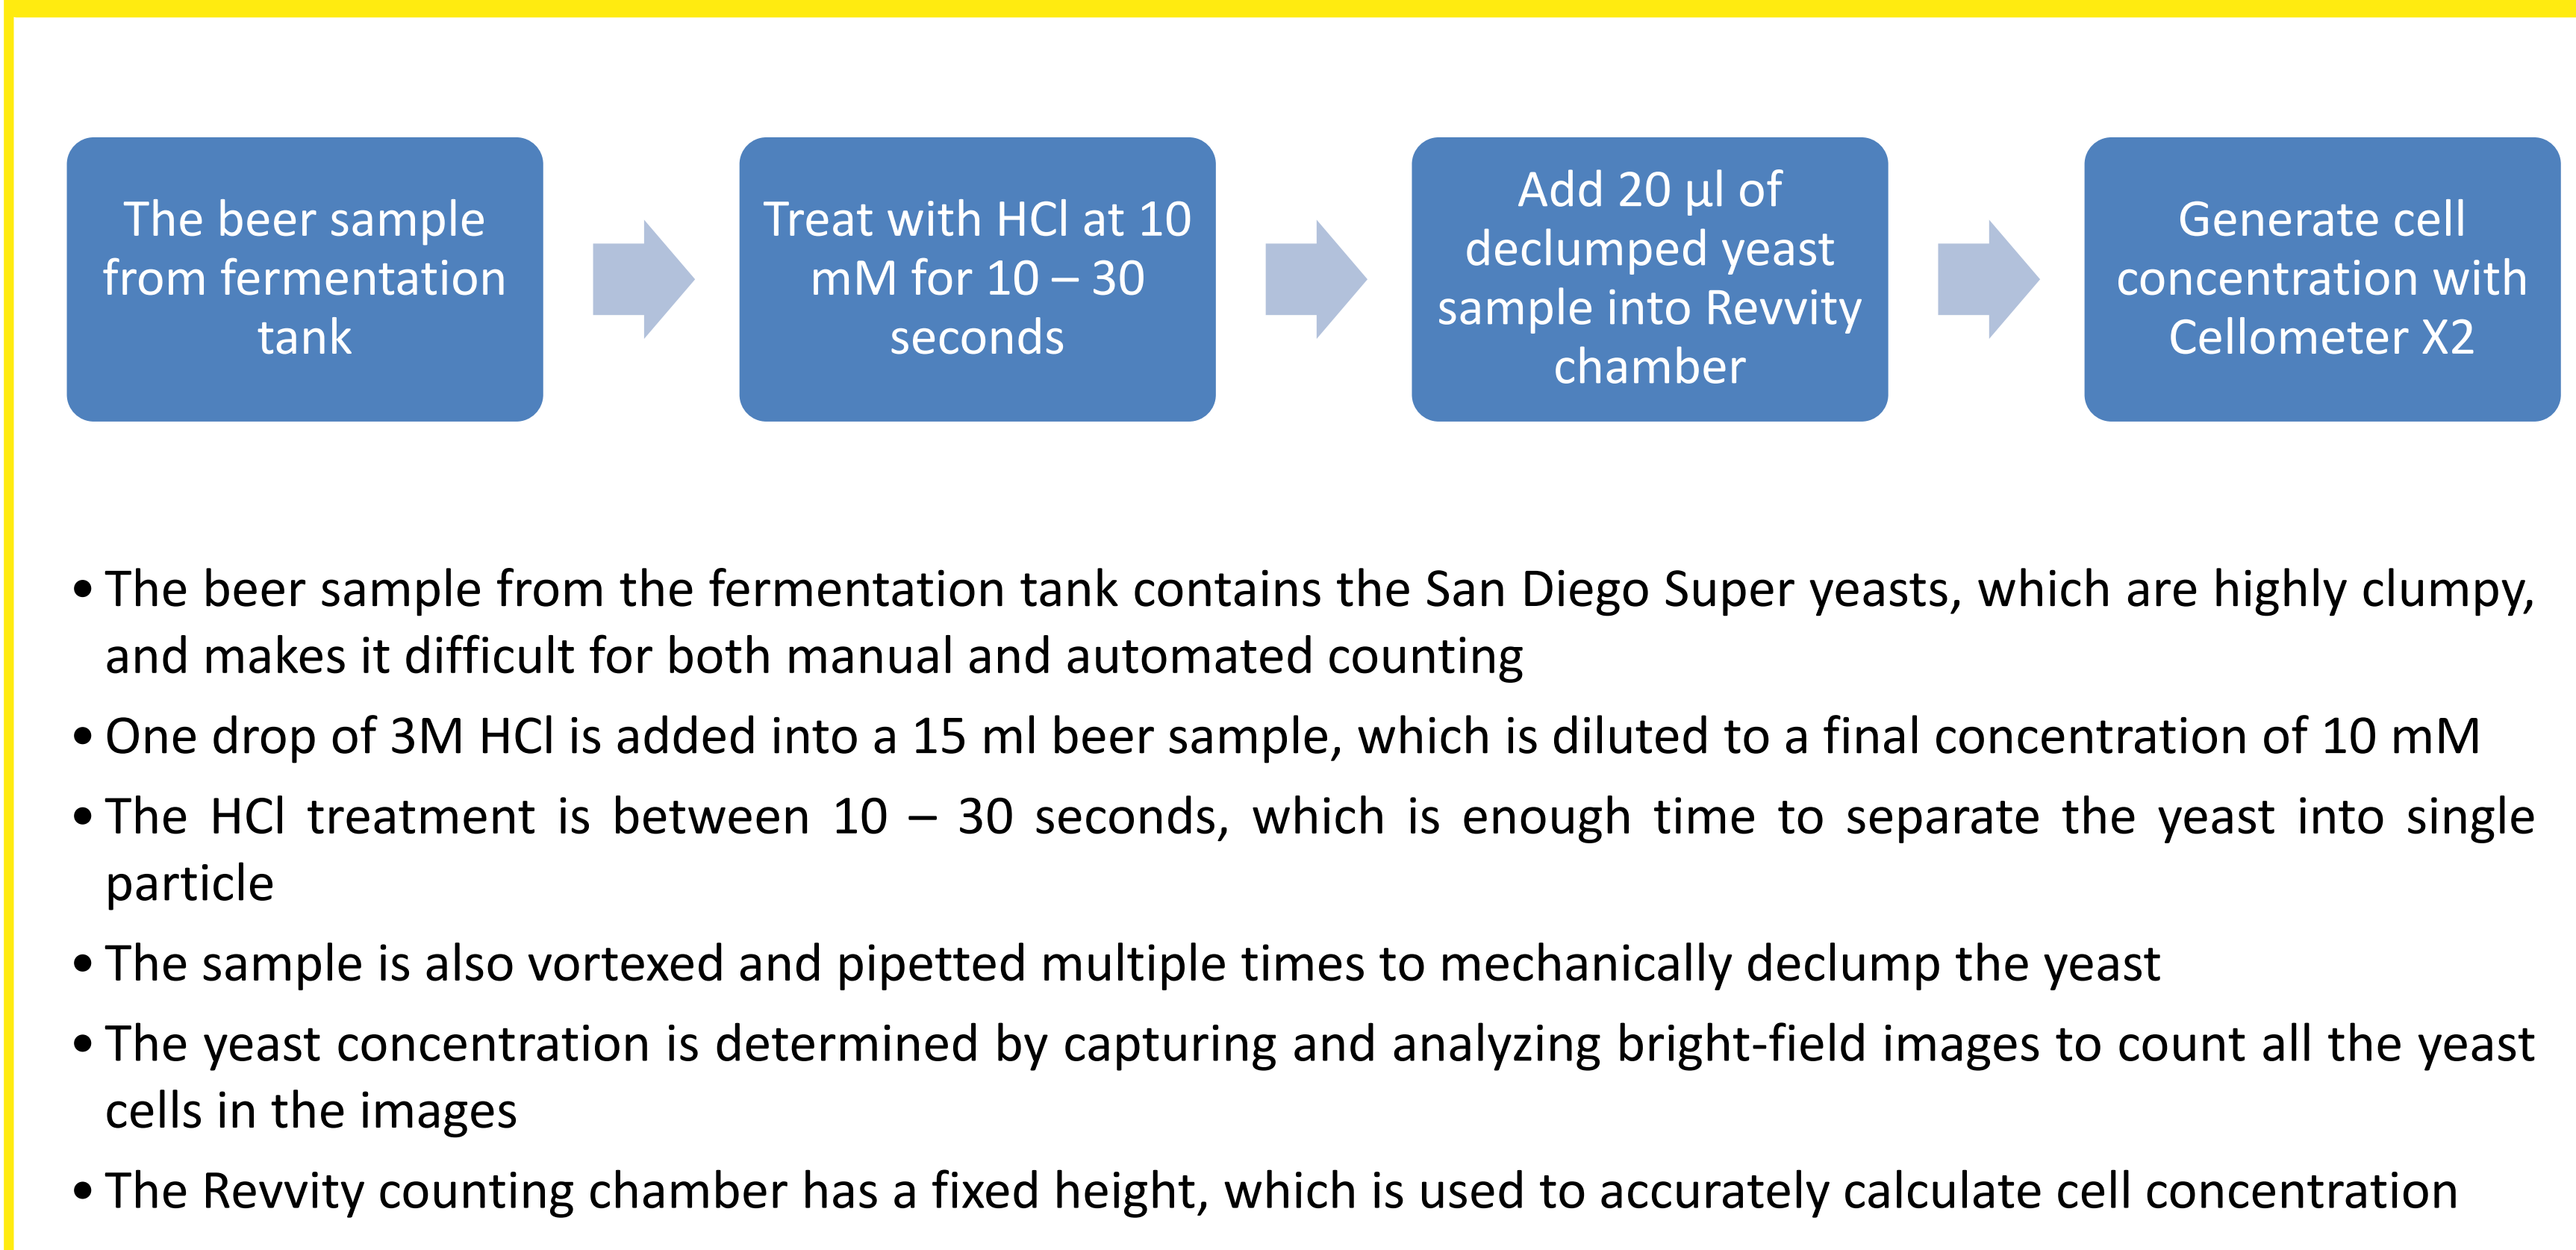 The beer sample
from fermentation
tank
Treat with HCl at 10
mM for 10 – 30
seconds
Add 20 µl of
declumped yeast
sample into Revvity
chamber
Generate cell
concentration with
Cellometer X2
• The beer sample from the fermentation tank contains the San Diego Super yeasts, which are highly clumpy,
and makes it difficult for both manual and automated counting
• One drop of 3M HCl is added into a 15 ml beer sample, which is diluted to a final concentration of 10 mM
• The HCl treatment is between 10 – 30 seconds, which is enough time to separate the yeast into single
particle
• The sample is also vortexed and pipetted multiple times to mechanically declump the yeast
• The yeast concentration is determined by capturing and analyzing bright-field images to count all the yeast
cells in the images
• The Revvity counting chamber has a fixed height, which is used to accurately calculate cell concentration